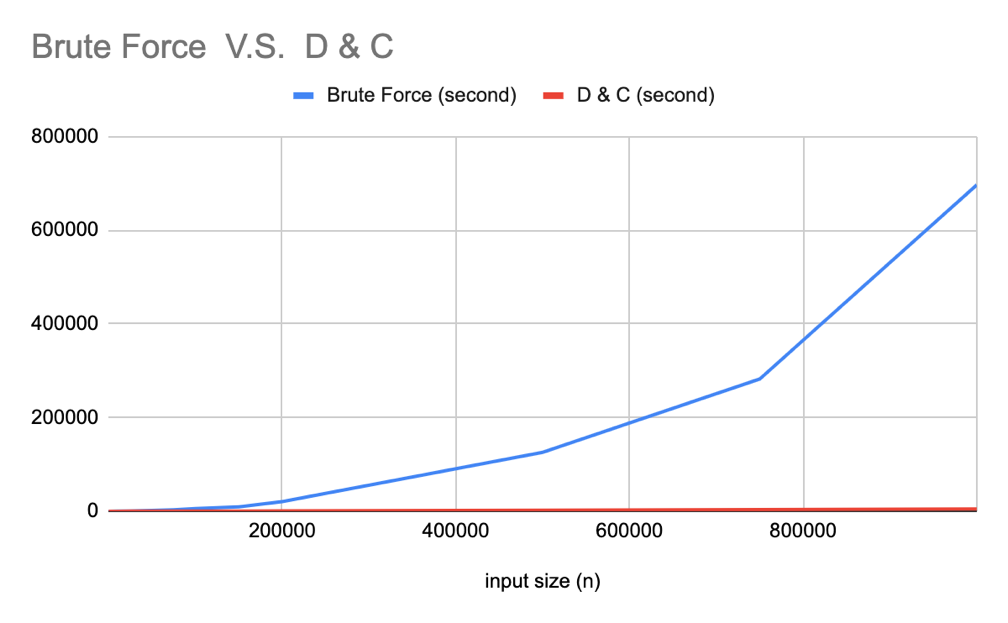 Brute Force  V.S.  D & C
Brute Force (second)  D & C (second)
800000
600000
400000
200000
0
200000 400000 600000 800000
input size (n)